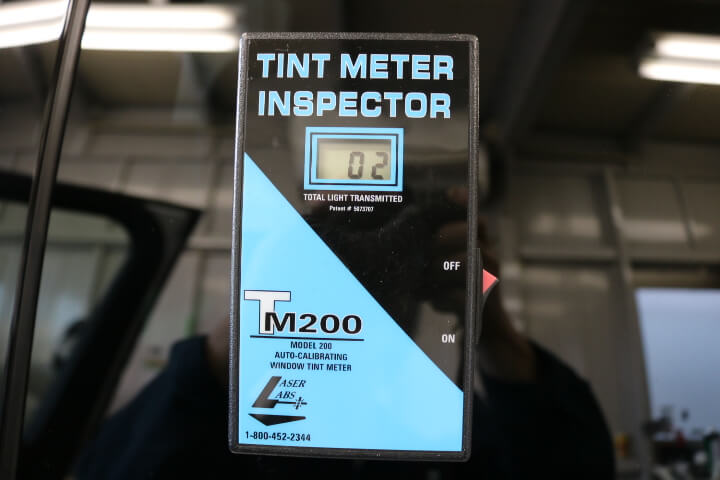 TINT METER
INSPECTOR
02
TOTAL LIGHT TRANSMITTED
Patent # 5073707
OFF
ON
TM200
MODEL 200
AUTO-CALIBRATING
WINDOW TINT METER
LASER
LABS
1-800-452-2344